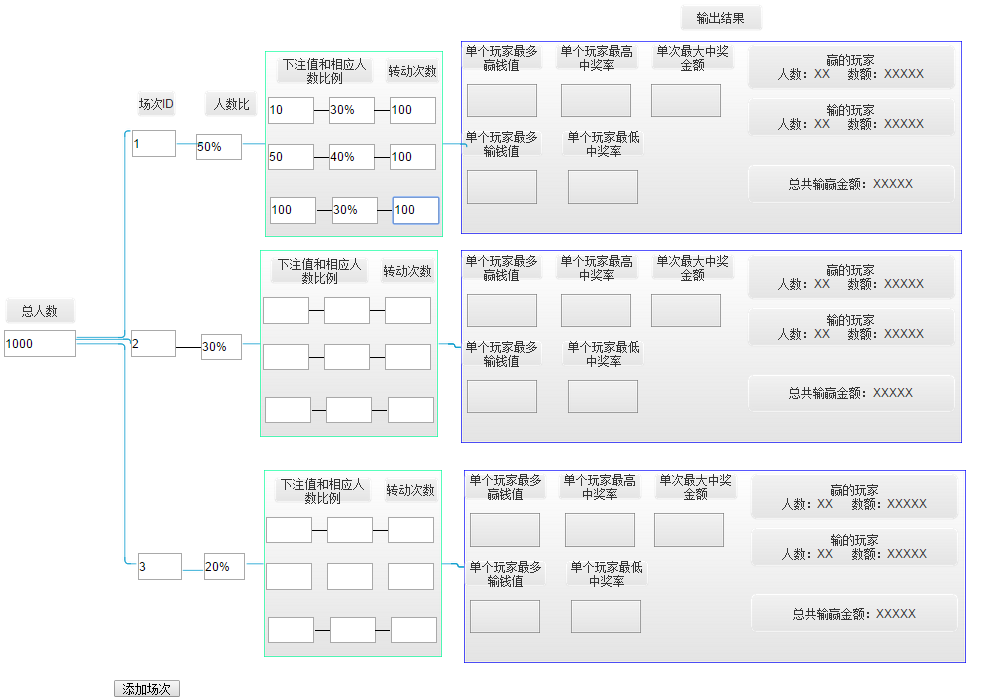 输出结果
场次ID
人数比
下注值和相应人
数比例
转动次数
10
30%
100
50
40%
100
100
30%
100
1
50%
单个玩家最多
赢钱值
单个玩家最高
中奖率
单次最大中奖
金额
赢的玩家
人数：XX 数额：XXXXX
输的玩家
人数：XX 数额：XXXXX
单个玩家最多
输钱值
单个玩家最低
中奖率
总共输赢金额：XXXXX
总人数
1000
2
30%
下注值和相应人
数比例
转动次数
单个玩家最多
赢钱值
单个玩家最高
中奖率
单次最大中奖
金额
赢的玩家
人数：XX 数额：XXXXX
输的玩家
人数：XX 数额：XXXXX
单个玩家最多
输钱值
单个玩家最低
中奖率
总共输赢金额：XXXXX
3
20%
下注值和相应人
数比例
转动次数
单个玩家最多
赢钱值
单个玩家最高
中奖率
单次最大中奖
金额
赢的玩家
人数：XX 数额：XXXXX
输的玩家
人数：XX 数额：XXXXX
单个玩家最多
输钱值
单个玩家最低
中奖率
总共输赢金额：XXXXX
添加场次